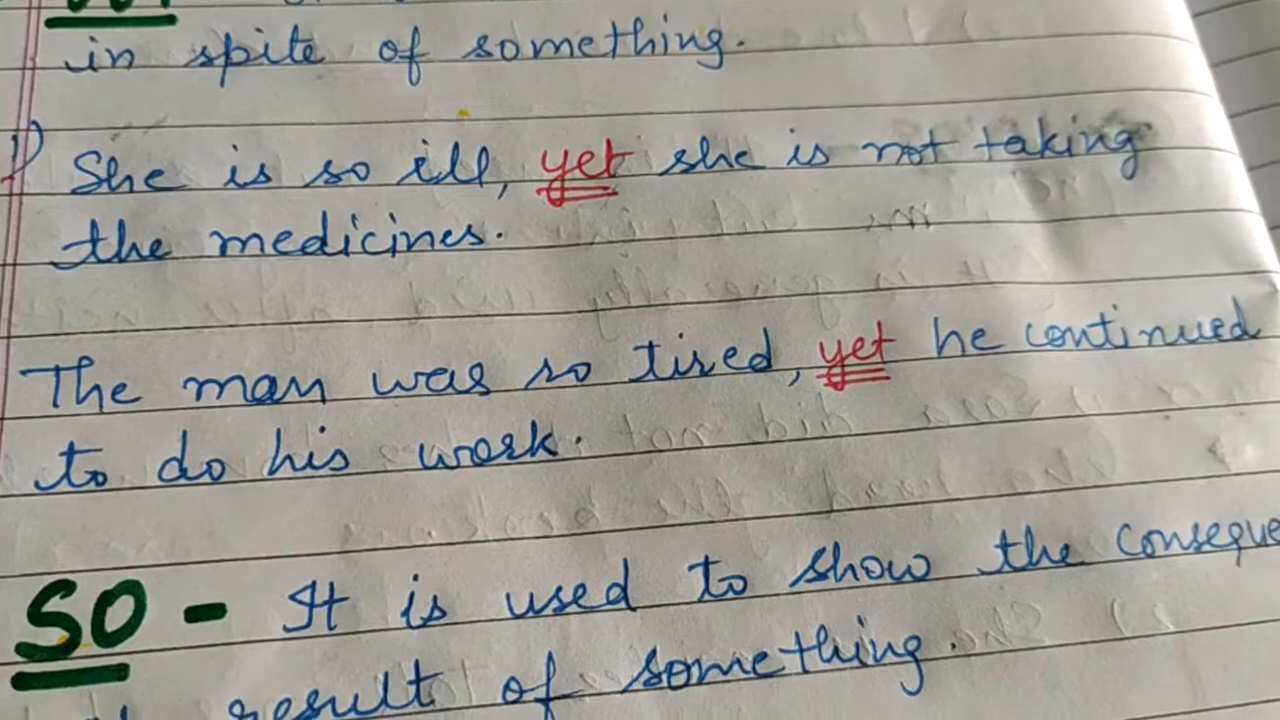 in spite of something.
1) She is so ill, yet she is not taking
the medicines.
The man was so tired, yet he continued
to do his work.
SO - It is used to show the conseque
result of something.